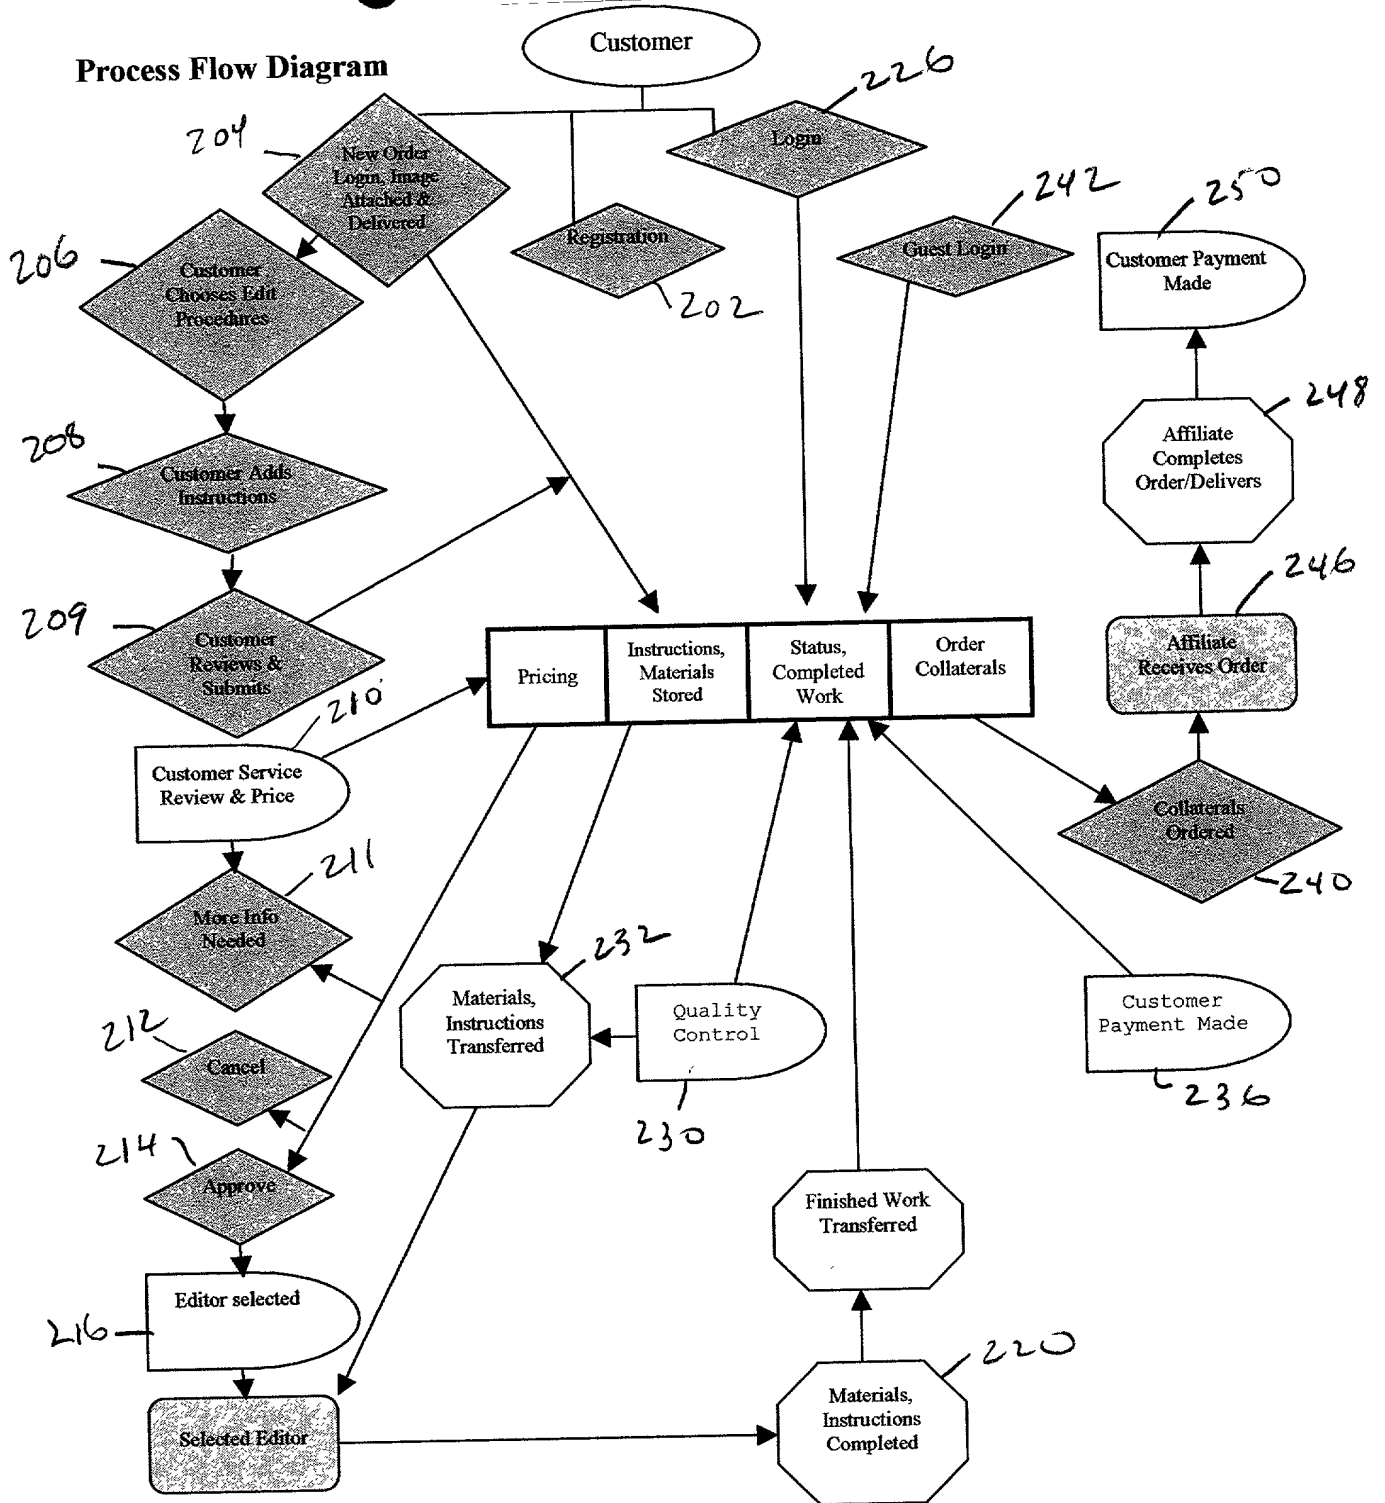 Customer
Process Flow Diagram
226
204
New Order
Login, Image
Attached &
Delivered
Login
242
250
Registration
202
Guest Login
Customer Payment
Made
206
Customer
Chooses Edit
Procedures
248
Affiliate
Completes
Order/Delivers
208
Customer Adds
Instructions
246
209
Customer
Reviews &
Submits
Affiliate
Receives Order
Pricing
Instructions,
Materials
Stored
Status,
Completed
Work
Order
Collaterals
210
Customer Service
Review & Price
Collaterals
Ordered
240
211
More Info
Needed
232
Materials,
Instructions
Transferred
Quality
Control
230
Customer
Payment Made
236
212
Cancel
214
Approve
Finished Work
Transferred
216
Editor selected
220
Materials,
Instructions
Completed
Selected Editor